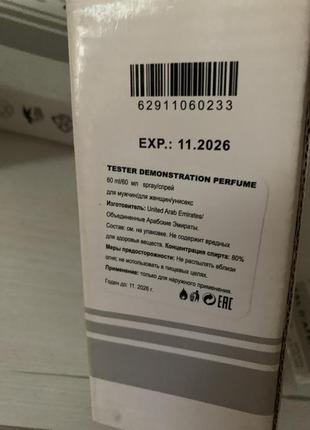 62911060233
EXP.: 11.2026
TESTER DEMONSTRATION PERFUME
60 ml/60 мл spray/спрей
для мужчин/для женщин/унисекс
Изготовитель: United Arab Emirates/
Объединенные Арабские Эмираты.
Состав: см. на упаковке. Не содержит вредных
для здоровья веществ. Концентрация спирта: 80%
Меры предосторожности: Не распылять вблизи
огня; не использовать в пищевых целях.
Применение: только для наружного применения.
Годен до: 11. 2026 г.
EAC